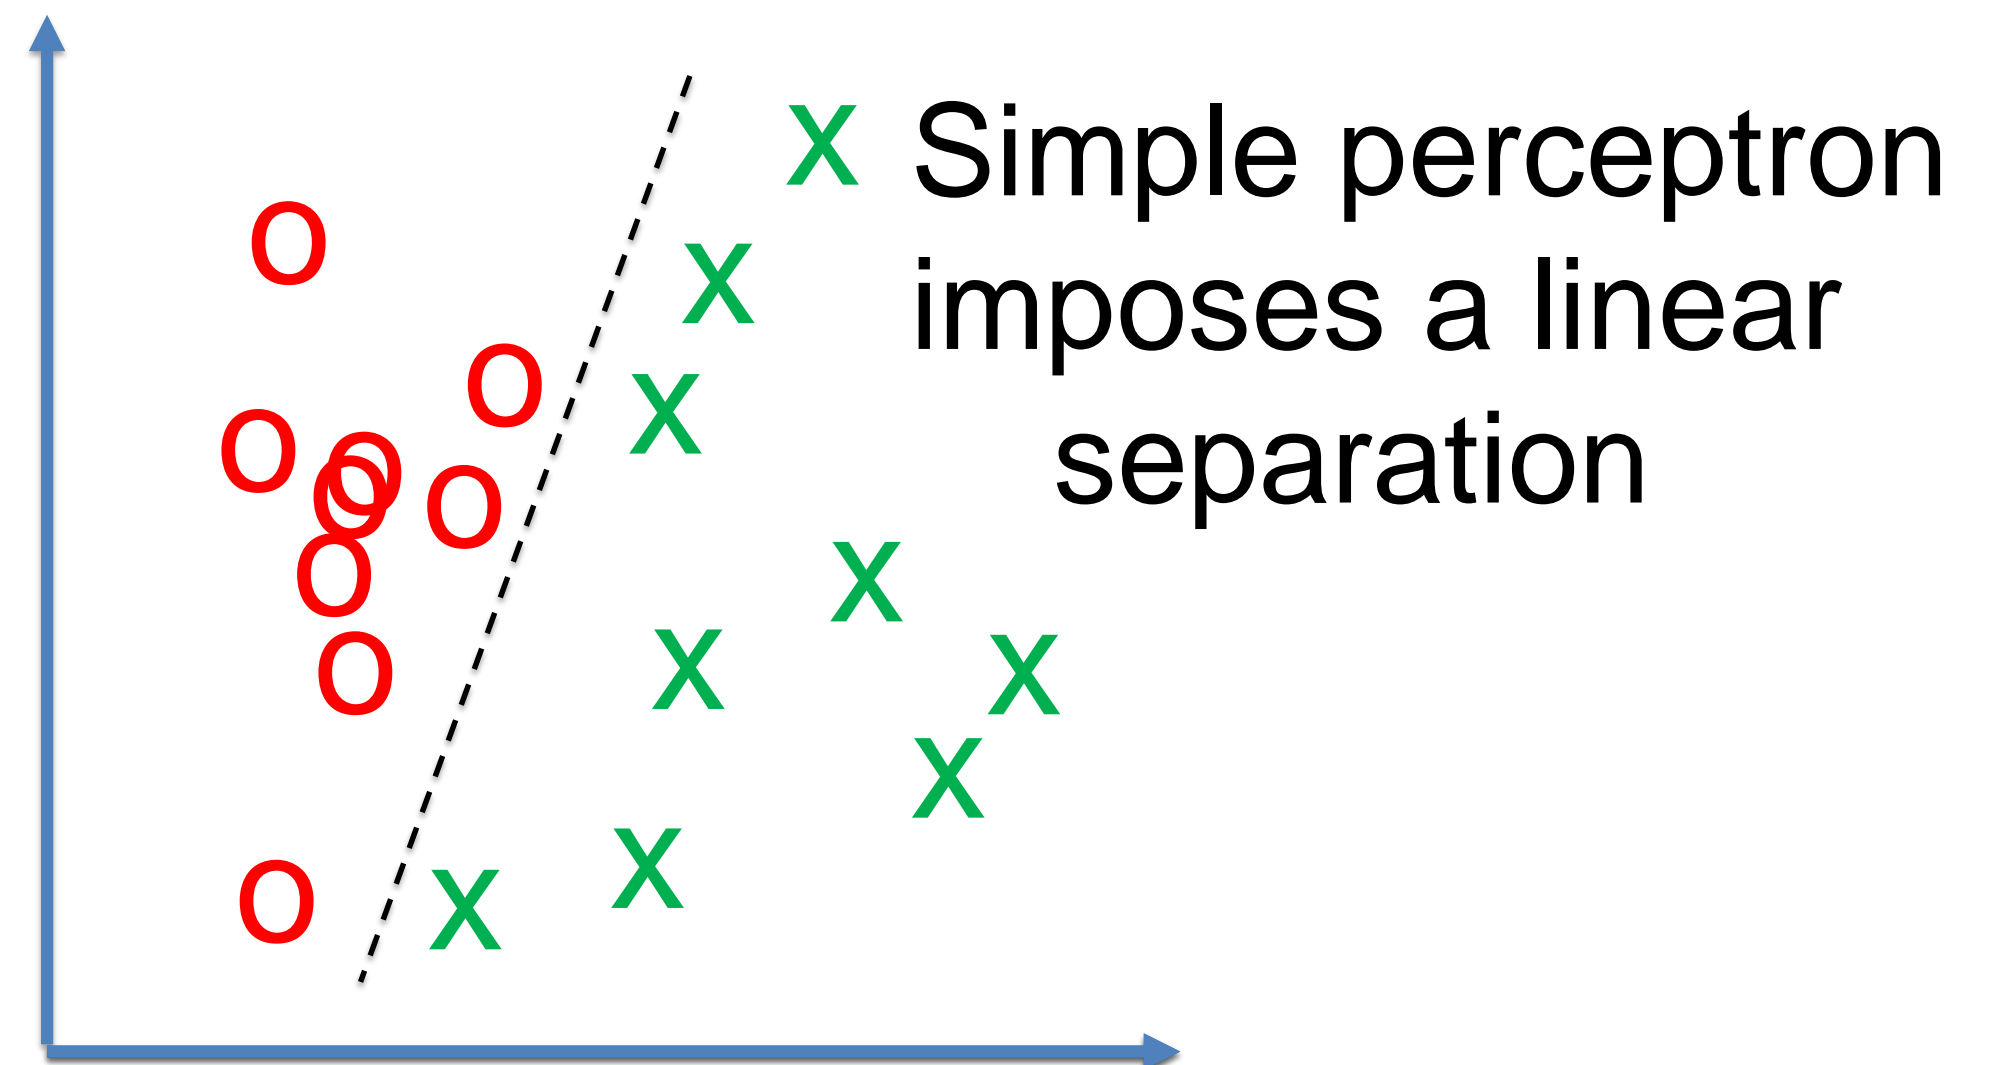 Simple perceptron
imposes a linear
separation
o
o
o
o
o
o
o
o
o
x
x
x
x
x
x
x
x
x